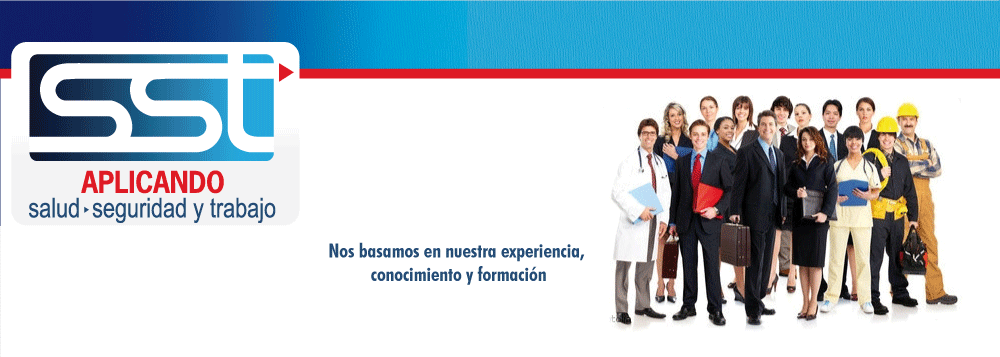 sst
APLICANDO
salud seguridad y trabajo
Nos basamos en nuestra experiencia,
conocimiento y formación